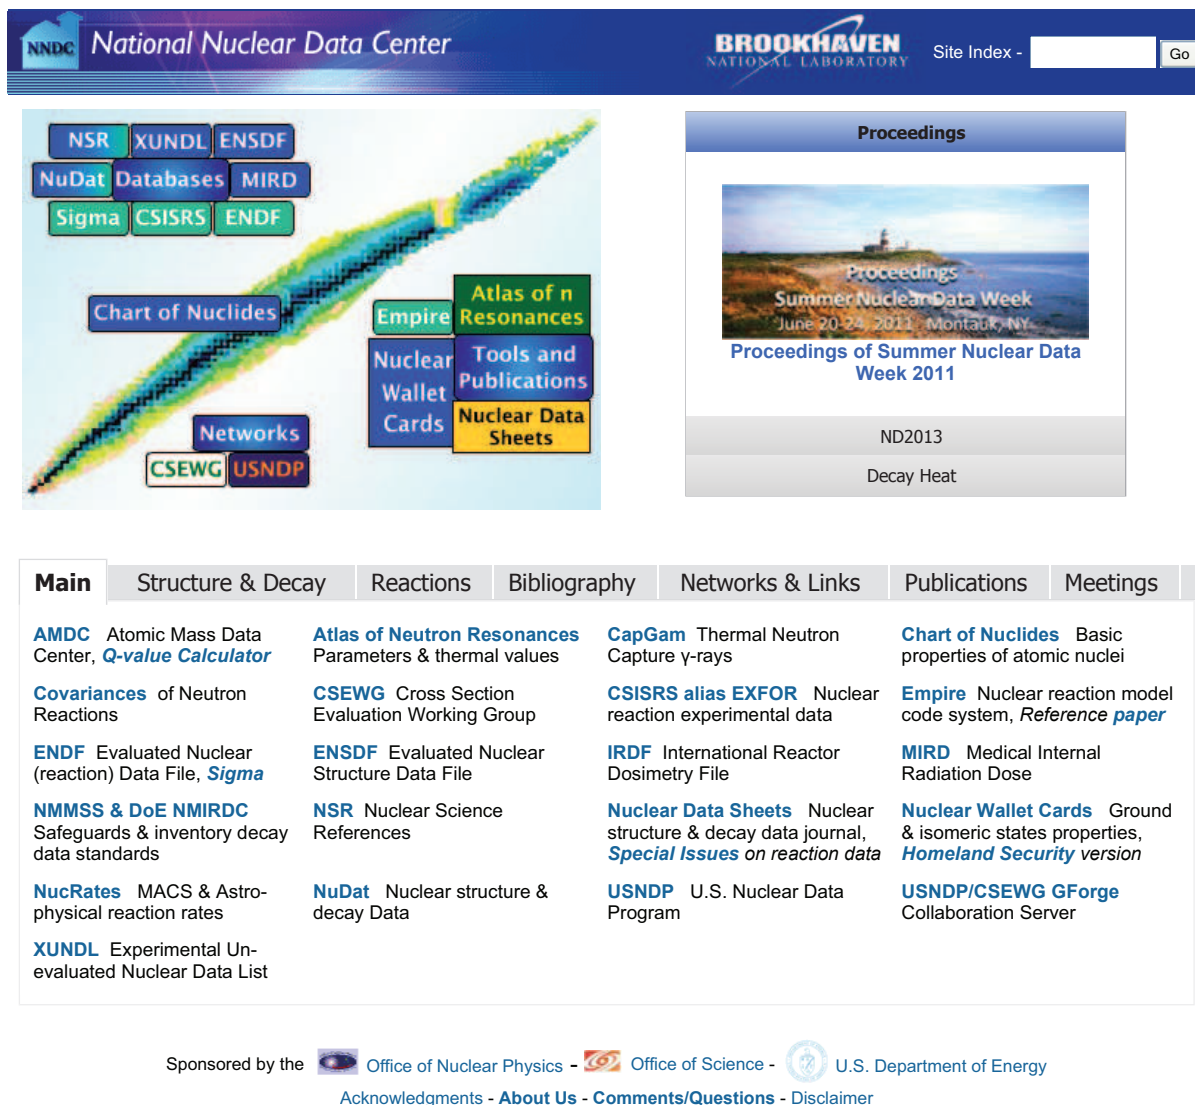 NNDC National Nuclear Data Center
BROOKHAVEN
NATIONAL LABORATORY
Site Index -
Go
NSR XUNDL ENSDF
NuDat Databases MIRD
Sigma CSISRS ENDF
Chart of Nuclides
Empire
Atlas of n
Resonances
Nuclear
Wallet
Cards
Tools and
Publications
Nuclear Data
Sheets
Networks
CSEWG USNDP
Proceedings
Proceedings
Summer Nuclear Data Week
June 20-24, 2011 Montauk, NY
Proceedings of Summer Nuclear Data
Week 2011
ND2013
Decay Heat
Main Structure & Decay Reactions Bibliography Networks & Links Publications Meetings
AMDC Atomic Mass Data
Center, Q-value Calculator
Atlas of Neutron Resonances
Parameters & thermal values
CapGam Thermal Neutron
Capture γ-rays
Chart of Nuclides Basic
properties of atomic nuclei
Covariances of Neutron
Reactions
CSEWG Cross Section
Evaluation Working Group
CSISRS alias EXFOR Nuclear
reaction experimental data
Empire Nuclear reaction model
code system, Reference paper
ENDF Evaluated Nuclear
(reaction) Data File, Sigma
ENSDF Evaluated Nuclear
Structure Data File
IRDF International Reactor
Dosimetry File
MIRD Medical Internal
Radiation Dose
NMMSS & DoE NMIRDC
Safeguards & inventory decay
data standards
NSR Nuclear Science
References
Nuclear Data Sheets Nuclear
structure & decay data journal,
Special Issues on reaction data
Nuclear Wallet Cards Ground
& isomeric states properties,
Homeland Security version
NucRates MACS & Astro-
physical reaction rates
NuDat Nuclear structure &
decay Data
USNDP U.S. Nuclear Data
Program
USNDP/CSEWG GForge
Collaboration Server
XUNDL Experimental Un-
evaluated Nuclear Data List
Sponsored by the Office of Nuclear Physics - Office of Science - U.S. Department of Energy
Acknowledgments - About Us - Comments/Questions - Disclaimer